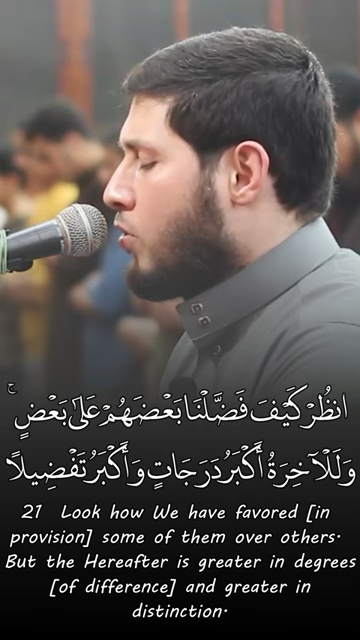 ٱنظُرْ كَيْفَ فَضَّلْنَا بَعْضَهُمْ عَلَىٰ بَعْضٍ ۚ
وَلَلْآخِرَةُ أَكْبَرُ دَرَجَاتٍ وَأَكْبَرُ تَفْضِيلًا
21 Look how We have favored [in
provision] some of them over others.
But the Hereafter is greater in degrees
[of difference] and greater in
distinction.